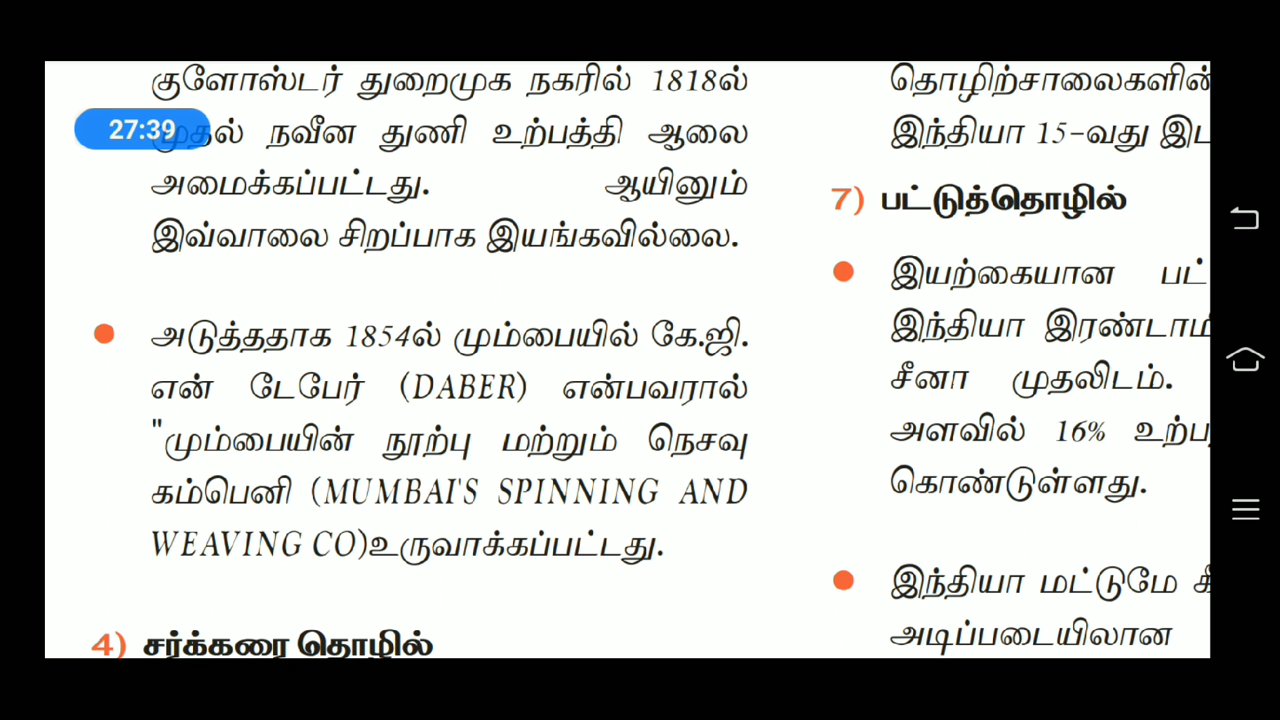 குளோஸ்டர் துறைமுக நகரில் 1818ல்
27:39
முதல் நவீன துணி உற்பத்தி ஆலை
அமைக்கப்பட்டது. ஆயினும்
இவ்வாலை சிறப்பாக இயங்கவில்லை.
அடுத்ததாக 1854ல் மும்பையில் கே.ஜி.
என் டேபேர் (DABER) என்பவரால்
"மும்பையின் நூற்பு மற்றும் நெசவு
கம்பெனி (MUMBAI'S SPINNING AND
WEAVING CO)உருவாக்கப்பட்டது.
4) சர்க்கரை தொழில்
தொழிற்சாலைகளின்
இந்தியா 15-வது
7) பட்டுத்தொழில்
இயற்கையான
இந்தியா
சீனா முதலிடம்.
அளவில் 16%
கொண்டுள்ளது.
இந்தியா மட்டுமே
அடிப்படையிலான